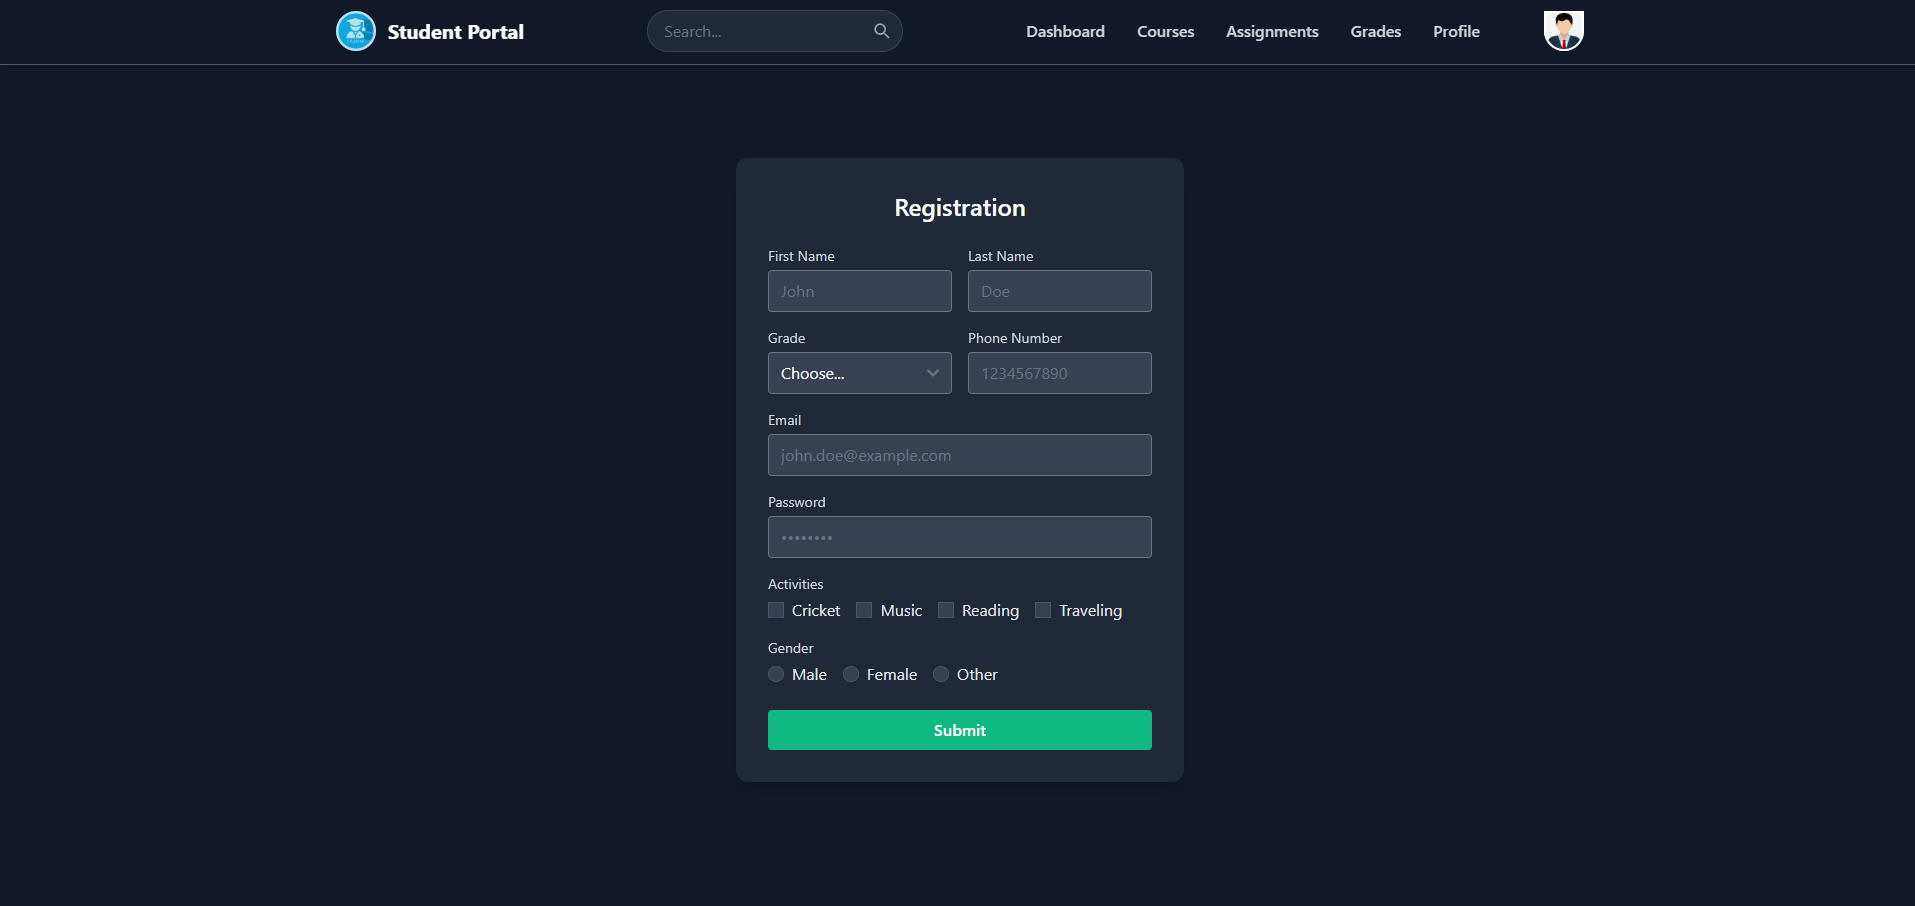 Student Portal
Search...
Dashboard Courses Assignments Grades Profile
Registration
First Name Last Name
John Doe
Grade Phone Number
Choose... 1234567890
Email
john.doe@example.com
Password
••••••••
Activities
Cricket Music Reading Traveling
Gender
Male Female Other
Submit